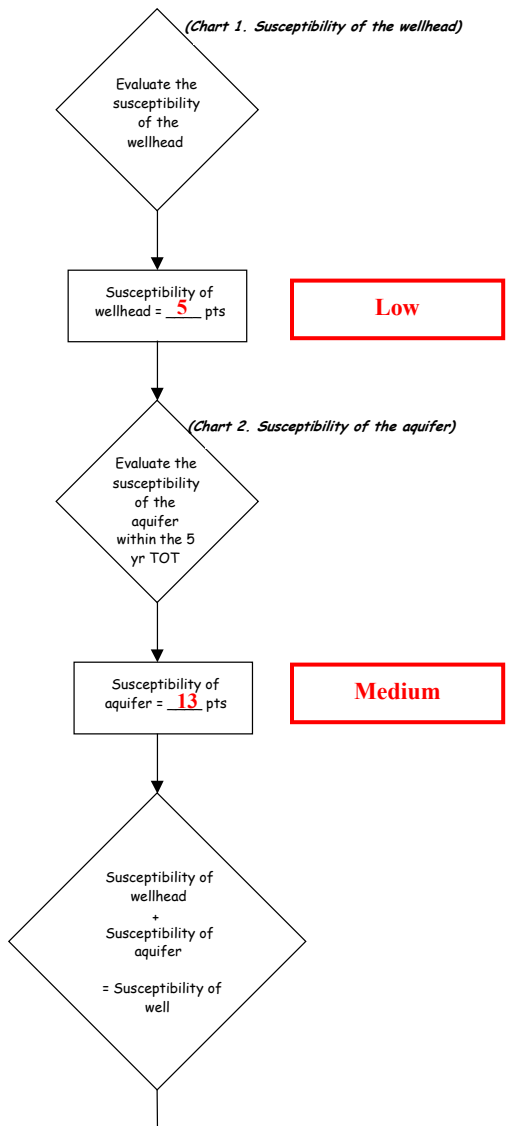 (Chart 1. Susceptibility of the wellhead)
Evaluate the
susceptibility
of the
wellhead
Susceptibility of
wellhead = 5 pts
Low
(Chart 2. Susceptibility of the aquifer)
Evaluate the
susceptibility
of the
aquifer
within the 5
yr TOT
Susceptibility of
aquifer = 13 pts
Medium
Susceptibility of
wellhead
+
Susceptibility of
aquifer
= Susceptibility of
well